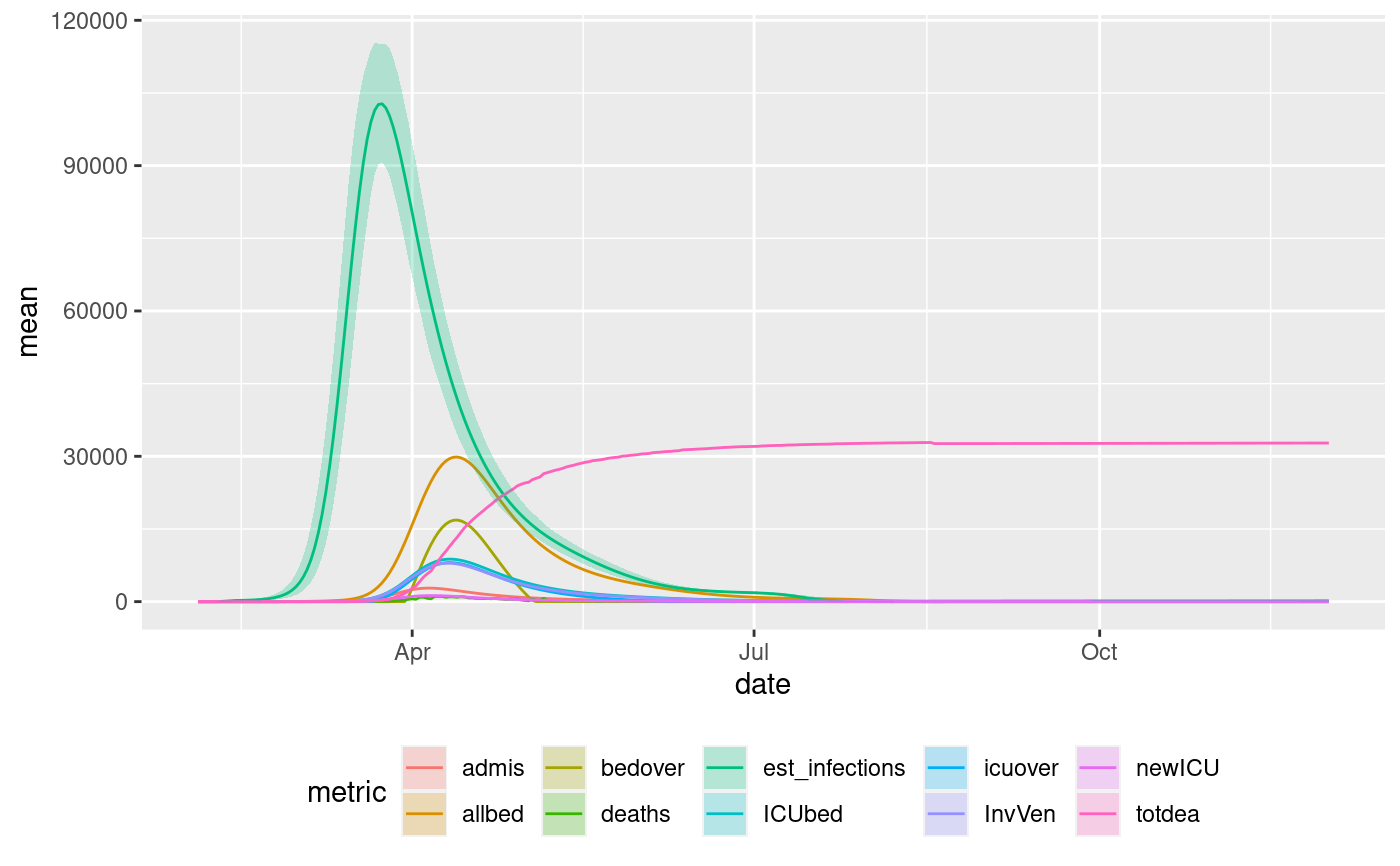 120000
90000
60000
30000
0
mean
Apr Jul Oct
date
metric
admis bedover est_infections icuover newICU
allbed deaths ICUbed InvVen totdea